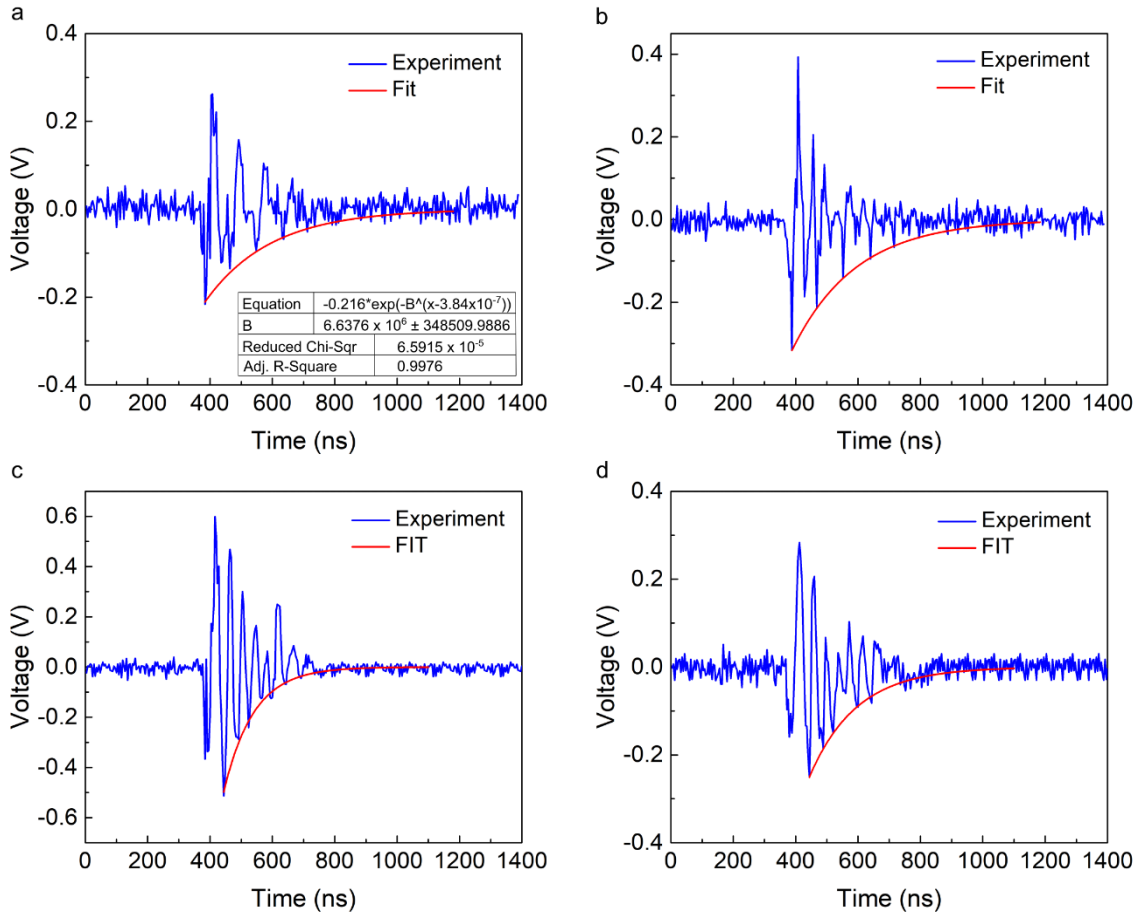 a
Experiment
Fit
Voltage (V)
0.4
0.2
0.0
-0.2
-0.4
Equation -0.216*exp(-B^(x-3.84x10⁻⁷))
B 6.6376 x 10⁶ ± 348509.9886
Reduced Chi-Sqr 6.5915 x 10⁻⁵
Adj. R-Square 0.9976
0 200 400 600 800 1000 1200 1400
Time (ns)
b
Experiment
Fit
Voltage (V)
0.4
0.2
0.0
-0.2
-0.4
0 200 400 600 800 1000 1200 1400
Time (ns)
c
Experiment
FIT
Voltage (V)
0.6
0.4
0.2
0.0
-0.2
-0.4
-0.6
0 200 400 600 800 1000 1200 1400
Time (ns)
d
Experiment
FIT
Voltage (V)
0.4
0.2
0.0
-0.2
-0.4
0 200 400 600 800 1000 1200 1400
Time (ns)